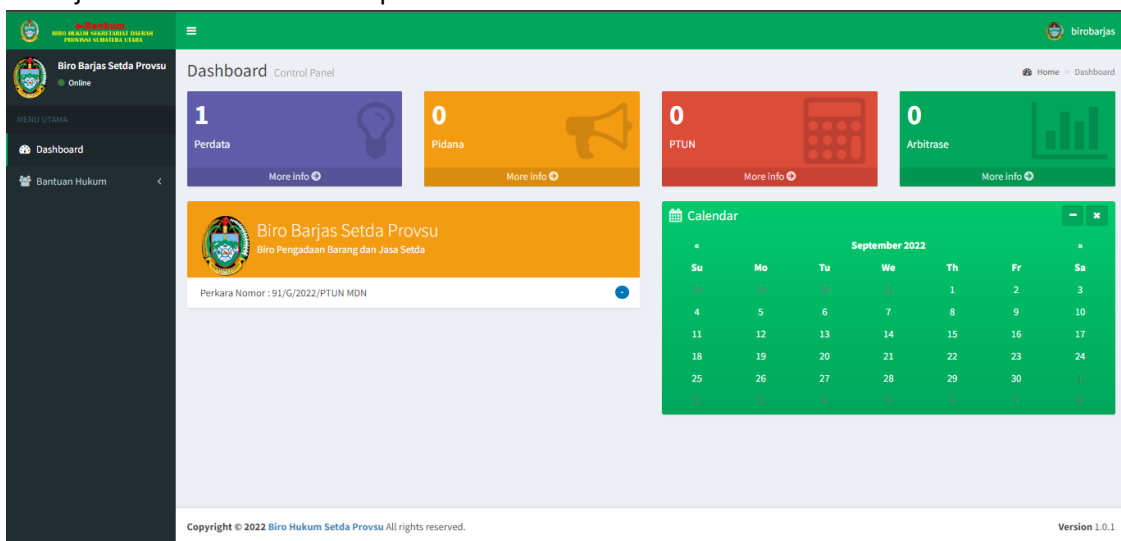 e-Bankum
BIRO HUKUM SEKRETARIAT DAERAH
PROVINSI SUMATERA UTARA
birobarjas
Biro Barjas Setda Provsu
Online
Dashboard Control Panel
Home > Dashboard
MENU UTAMA
Dashboard
Bantuan Hukum <
1
Perdata
More info
0
Pidana
More info
0
PTUN
More info
0
Arbitrase
More info
Biro Barjas Setda Provsu
Biro Pengadaan Barang dan Jasa Setda
Perkara Nomor : 91/G/2022/PTUN MDN
Calendar
« September 2022 »
Su Mo Tu We Th Fr Sa
1 2 3
4 5 6 7 8 9 10
11 12 13 14 15 16 17
18 19 20 21 22 23 24
25 26 27 28 29 30
Copyright © 2022 Biro Hukum Setda Provsu All rights reserved.
Version 1.0.1